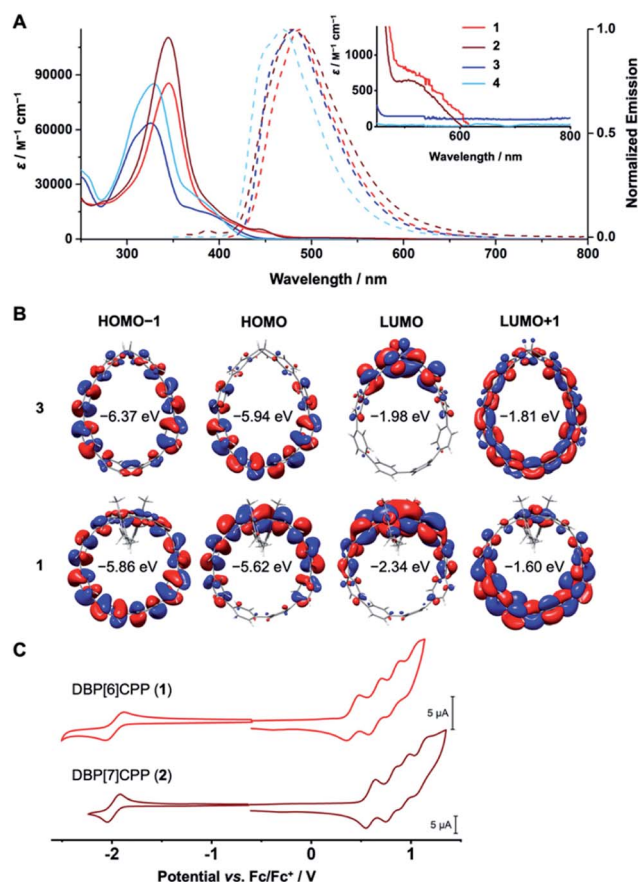 A
ε / M⁻¹ cm⁻¹
90000
60000
30000
0
250 300 400 500 600 700 800
Wavelength / nm
1.0
0.5
0.0
Normalized Emission
ε / M⁻¹ cm⁻¹
1000
500
0
600 800
Wavelength / nm
1
2
3
4
B
HOMO−1 HOMO LUMO LUMO+1
3
−6.37 eV −5.94 eV −1.98 eV −1.81 eV
1
−5.86 eV −5.62 eV −2.34 eV −1.60 eV
C
DBP[6]CPP (1)
5 µA
DBP[7]CPP (2)
5 µA
-2 -1 0 1
Potential vs. Fc/Fc⁺ / V